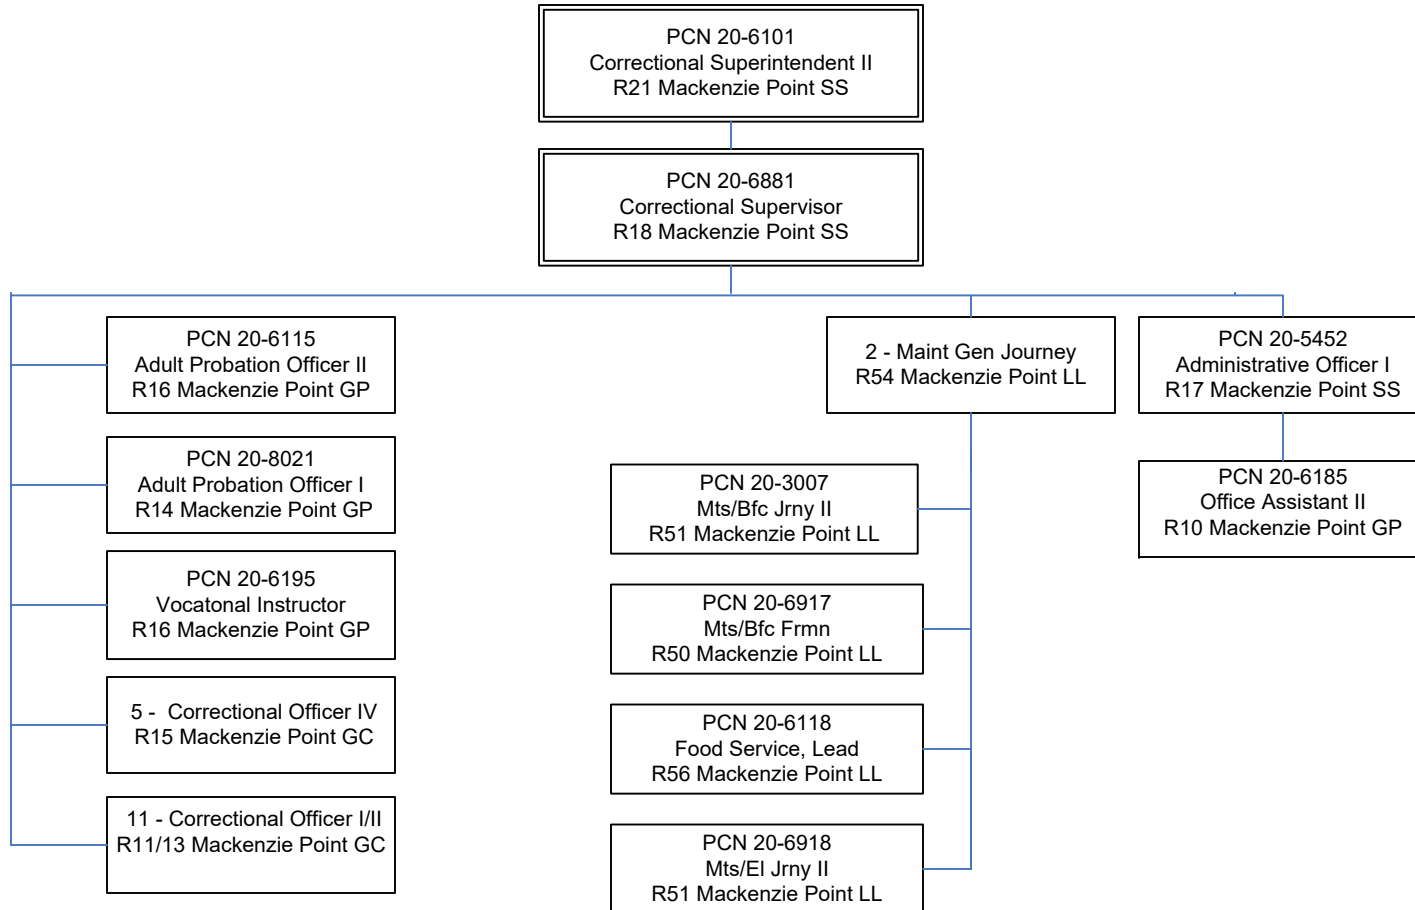 PCN 20-6101
Correctional Superintendent II
R21 Mackenzie Point SS
PCN 20-6881
Correctional Supervisor
R18 Mackenzie Point SS
PCN 20-6115
Adult Probation Officer II
R16 Mackenzie Point GP
PCN 20-8021
Adult Probation Officer I
R14 Mackenzie Point GP
PCN 20-6195
Vocatonal Instructor
R16 Mackenzie Point GP
5 - Correctional Officer IV
R15 Mackenzie Point GC
11 - Correctional Officer I/II
R11/13 Mackenzie Point GC
2 - Maint Gen Journey
R54 Mackenzie Point LL
PCN 20-3007
Mts/Bfc Jrny II
R51 Mackenzie Point LL
PCN 20-6917
Mts/Bfc Frmn
R50 Mackenzie Point LL
PCN 20-6118
Food Service, Lead
R56 Mackenzie Point LL
PCN 20-6918
Mts/El Jrny II
R51 Mackenzie Point LL
PCN 20-5452
Administrative Officer I
R17 Mackenzie Point SS
PCN 20-6185
Office Assistant II
R10 Mackenzie Point GP